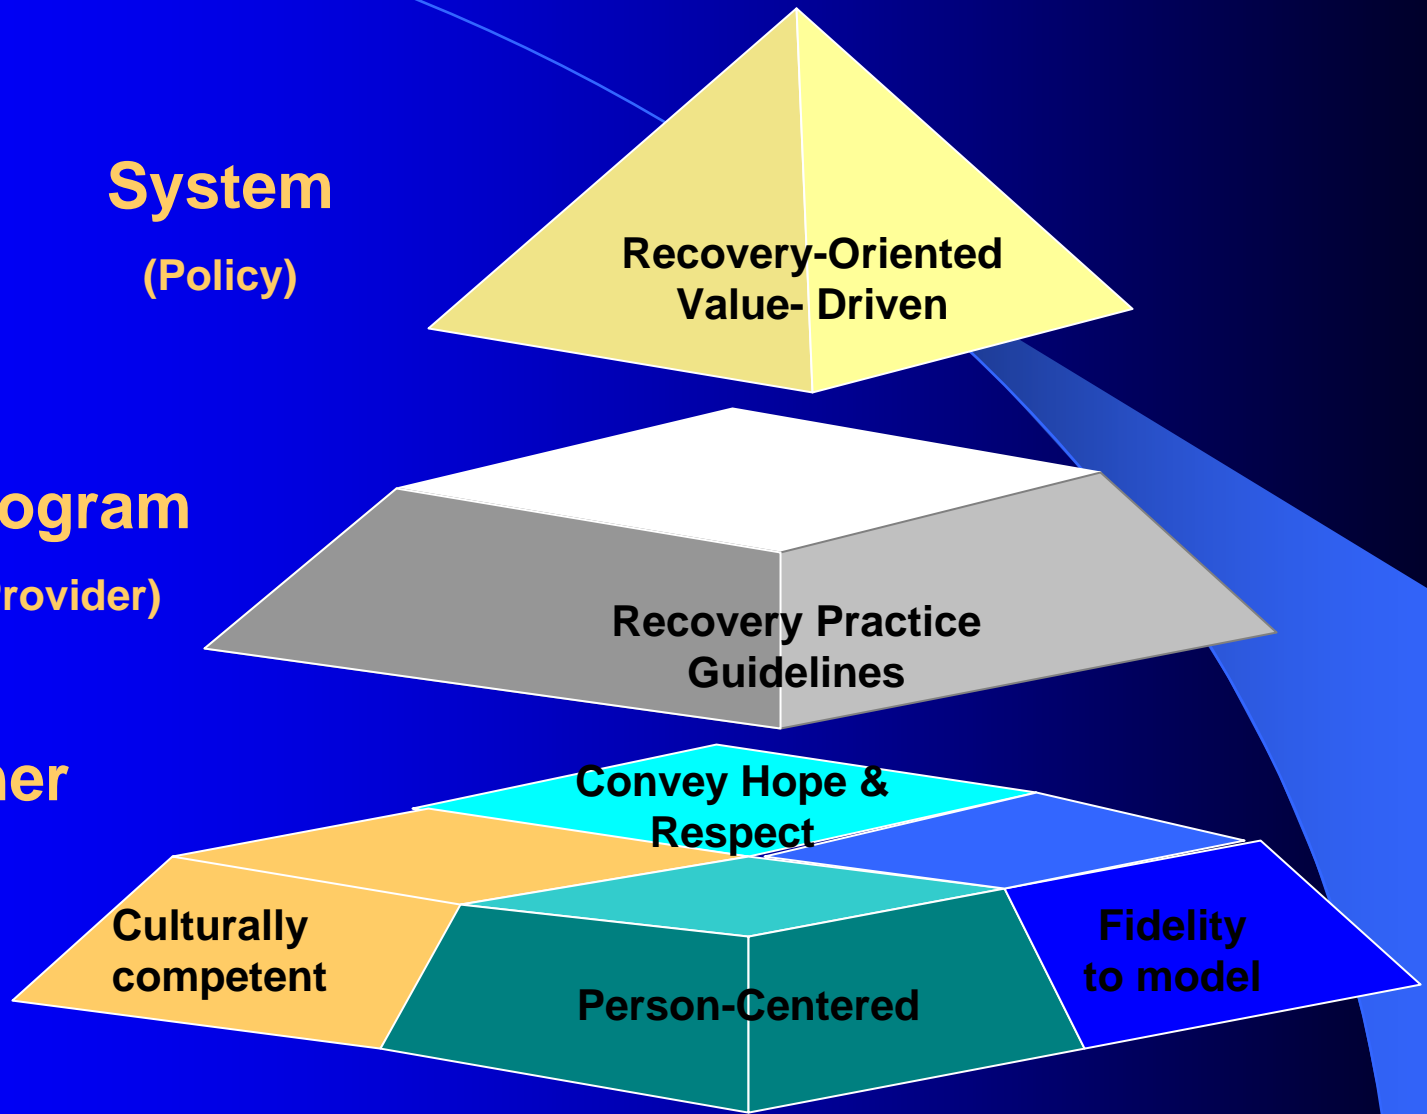 System
(Policy)
Recovery-Oriented
Value- Driven
ogram
rovider)
Recovery Practice
Guidelines
er
Convey Hope &
Respect
Culturally
competent
Person-Centered
Fidelity
to model